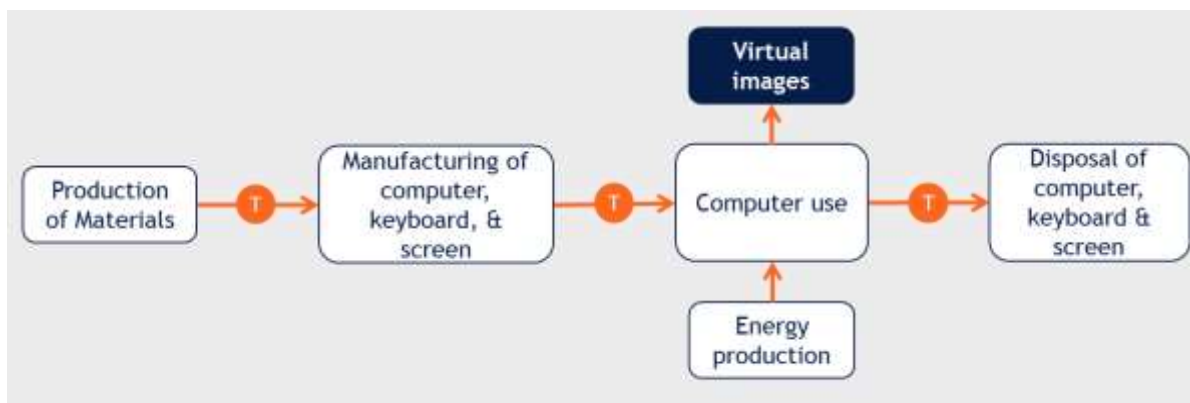 Virtual
images
Production
of Materials
T
Manufacturing of
computer,
keyboard, &
screen
T
Computer use
T
Disposal of
computer,
keyboard &
screen
Energy
production